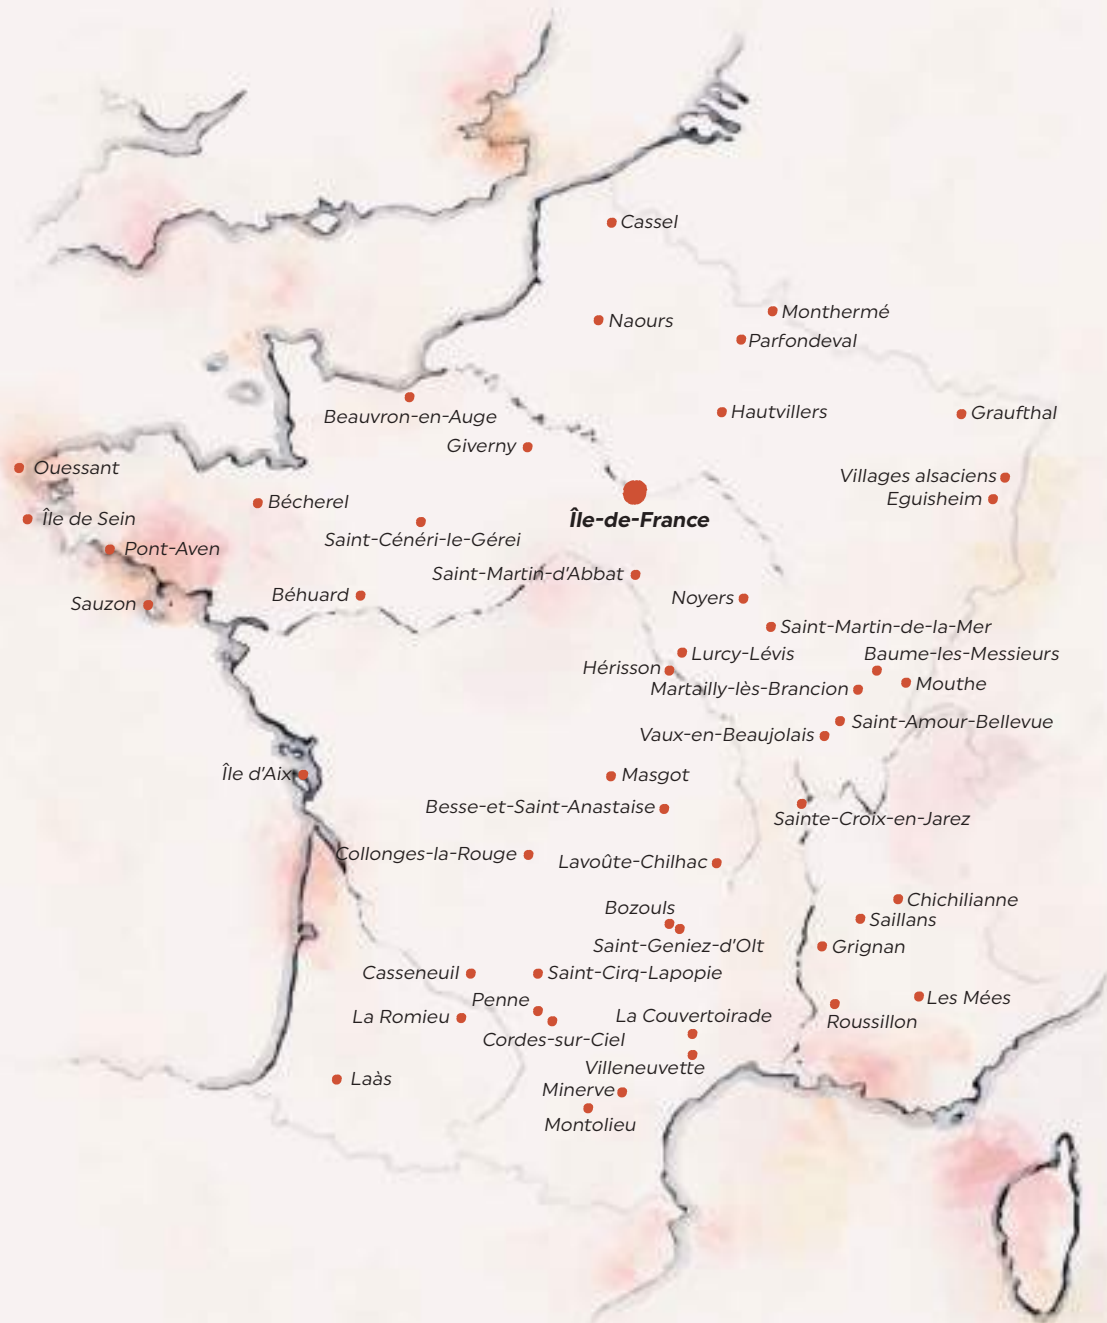 Cassel
Monthermé
Naours
Parfondeval
Hautvillers
Graufthal
Beauvron-en-Auge
Giverny
Ouessant
Villages alsaciens
Eguisheim
Bécherel
Île de Sein
Île-de-France
Saint-Cénéri-le-Gérei
Pont-Aven
Saint-Martin-d'Abbat
Béhuard
Noyers
Sauzon
Saint-Martin-de-la-Mer
Lurcy-Lévis
Baume-les-Messieurs
Hérisson
Mouthe
Martailly-lès-Brancion
Saint-Amour-Bellevue
Vaux-en-Beaujolais
Île d'Aix
Masgot
Besse-et-Saint-Anastaise
Sainte-Croix-en-Jarez
Collonges-la-Rouge
Lavoûte-Chilhac
Chichilianne
Bozouls
Saillans
Saint-Geniez-d'Olt
Grignan
Casseneuil
Saint-Cirq-Lapopie
Penne
Les Mées
La Romieu
La Couvertoirade
Roussillon
Cordes-sur-Ciel
Villeneuvette
Laàs
Minerve
Montolieu